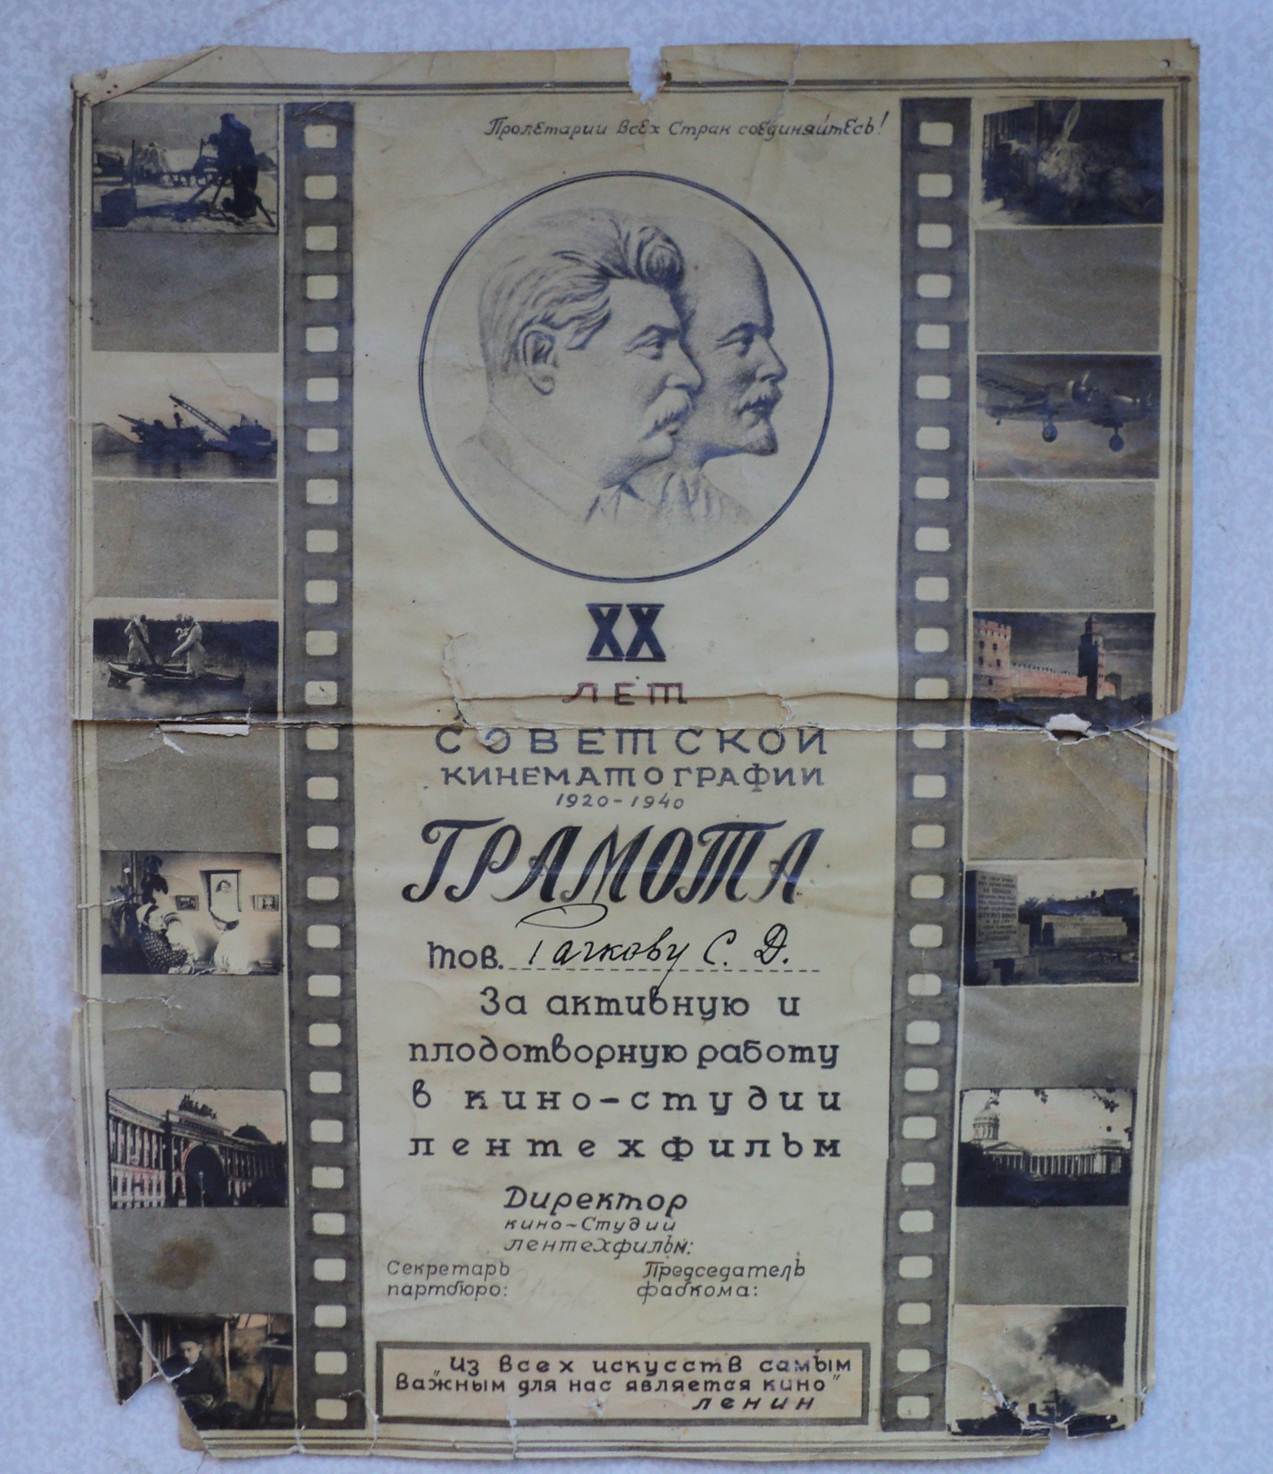 Пролетарии всех стран соединяйтесь!
XX
ЛЕТ
СОВЕТСКОЙ
КИНЕМАТОГРАФИИ
1920-1940
ГРАМОТА
тов. Рачкову С. Д.
За активную и
плодотворную работу
в кино-студии
лентехфильм
Директор
кино-студии
лентехфильм:
Секретарь
партбюро:
Председатель
фабкома:
„Из всех искусств самым
важным для нас является кино"
ленин